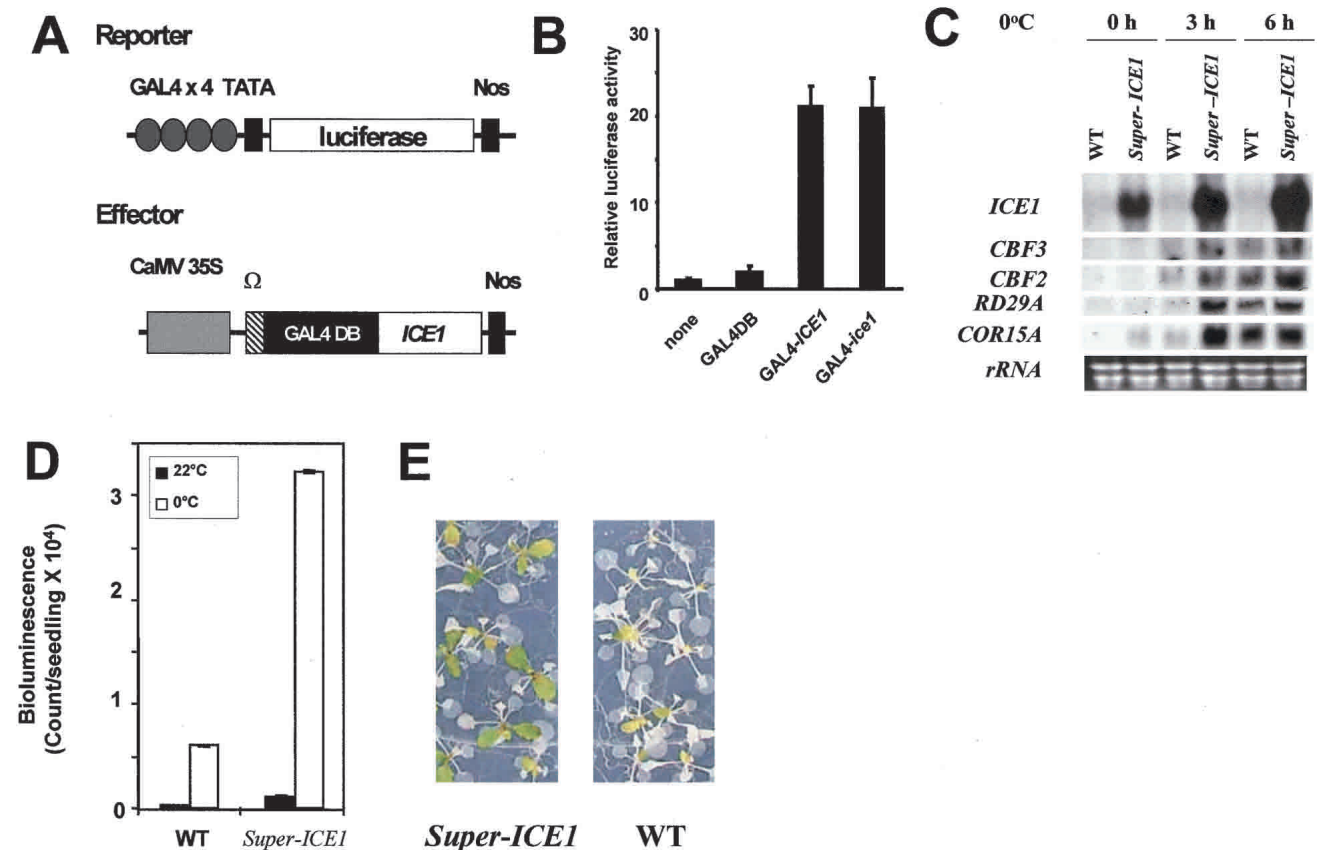 A
Reporter
GAL4 x 4 TATA
Nos
luciferase
Effector
CaMV 35S
Ω
Nos
GAL4 DB
ICE1
B
Relative luciferase activity
30
20
10
0
none
GAL4DB
GAL4-ICE1
GAL4-ice1
C
0°C
0 h
3 h
6 h
WT
Super- ICE1
WT
Super –ICE1
WT
Super –ICE1
ICE1
CBF3
CBF2
RD29A
COR15A
rRNA
D
Bioluminescence
(Count/seedling X 10⁴)
22°C
0°C
3
2
1
0
WT
Super-ICE1
E
Super-ICE1
WT